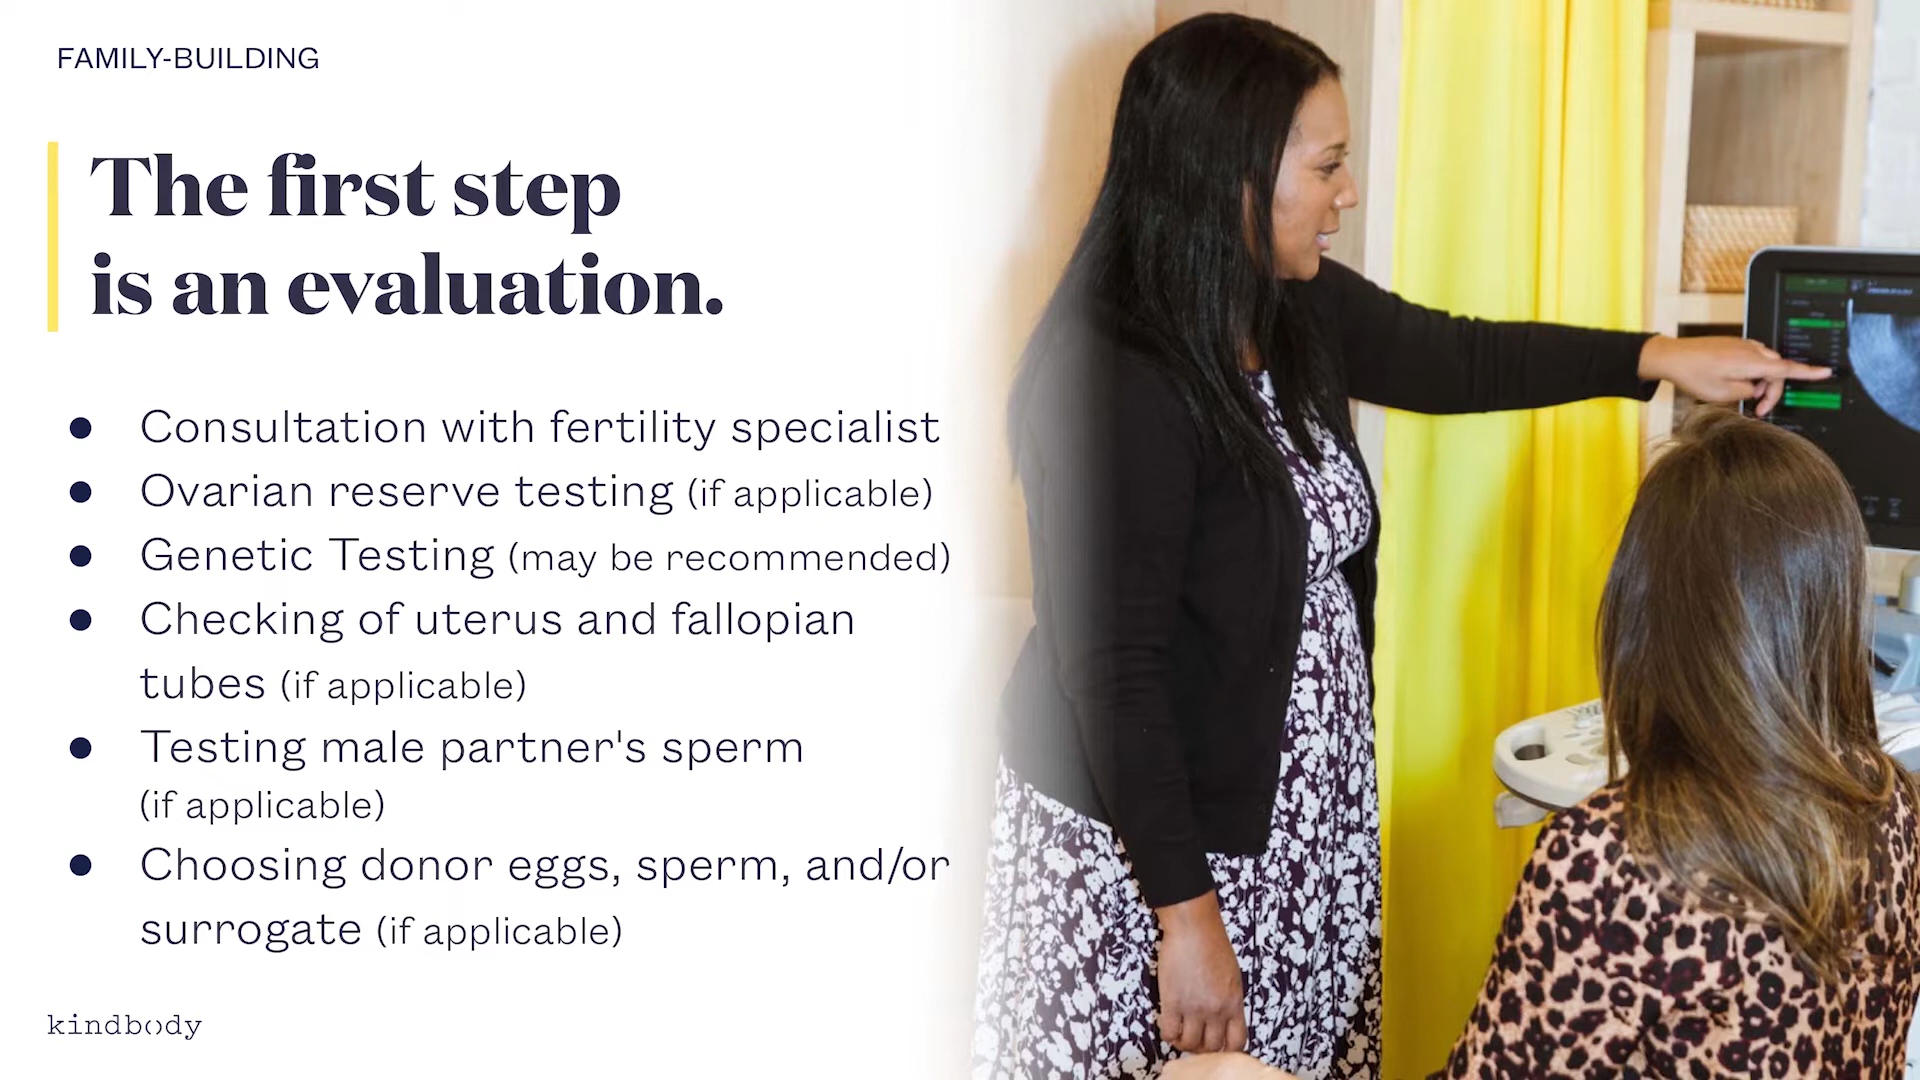 FAMILY-BUILDING
The first step
is an evaluation.
● Consultation with fertility specialist
● Ovarian reserve testing (if applicable)
● Genetic Testing (may be recommended)
● Checking of uterus and fallopian
tubes (if applicable)
● Testing male partner's sperm
(if applicable)
● Choosing donor eggs, sperm, and/or
surrogate (if applicable)
kindbody